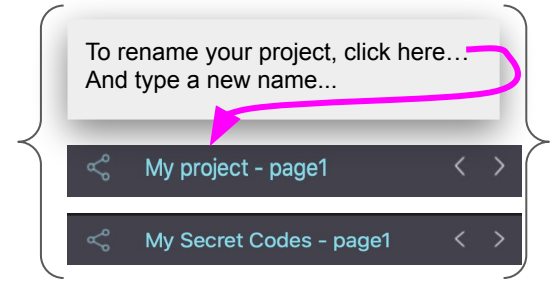 To rename your project, click here…
And type a new name...
My project - page1
My Secret Codes - page1